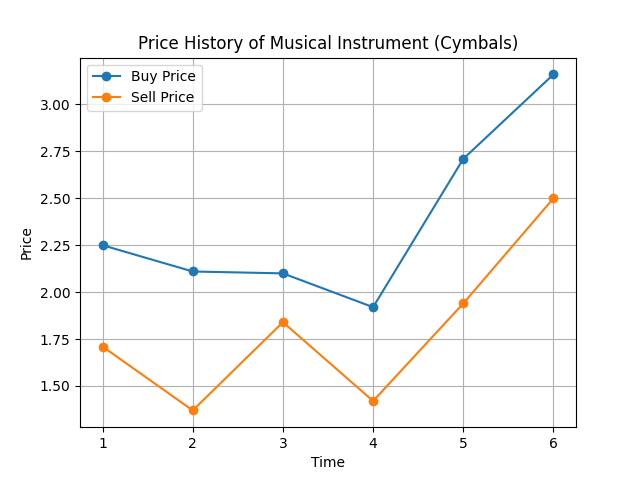 Price History of Musical Instrument (Cymbals)
Buy Price
Sell Price
3.00
2.75
2.50
2.25
2.00
1.75
1.50
Price
1 2 3 4 5 6
Time